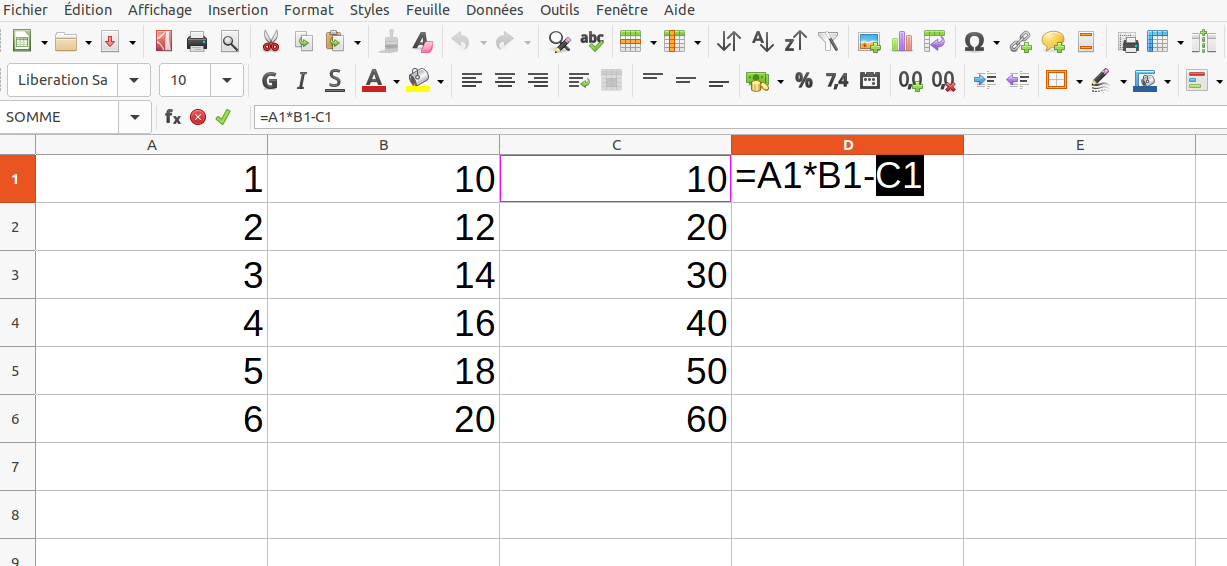 Fichier Édition Affichage Insertion Format Styles Feuille Données Outils Fenêtre Aide
abc
Liberation Sa 10 G I S A % 7,4 0,0 0,0
SOMME fx =A1*B1-C1
A B C D E
1 1 10 10 =A1*B1-C1
2 2 12 20
3 3 14 30
4 4 16 40
5 5 18 50
6 6 20 60
7
8
9